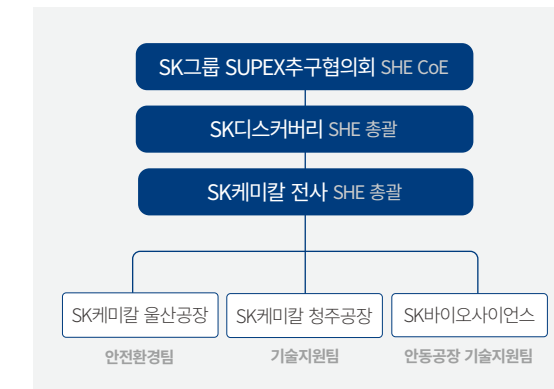 SK그룹 SUPEX추구협의회 SHE CoE
SK디스커버리 SHE 총괄
SK케미칼 전사 SHE 총괄
SK케미칼 울산공장
SK케미칼 청주공장
SK바이오사이언스
안전환경팀
기술지원팀
안동공장 기술지원팀